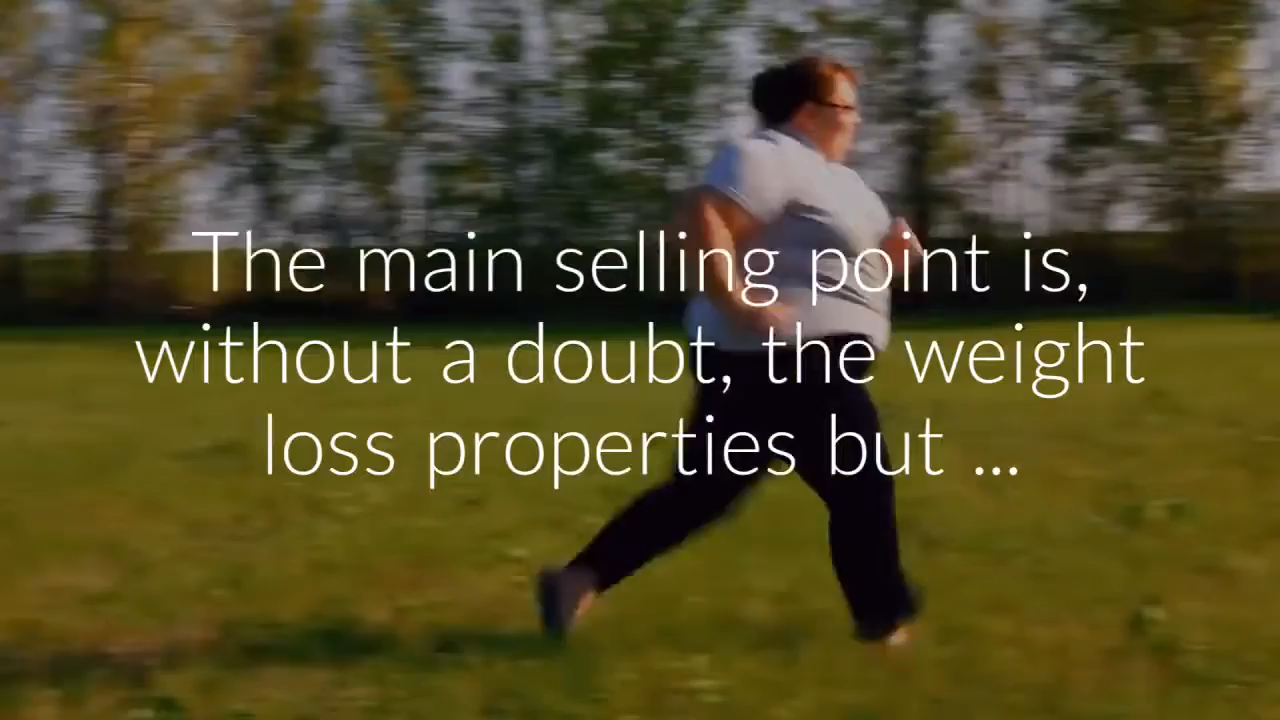 The main selling point is,
without a doubt, the weight
loss properties but ...